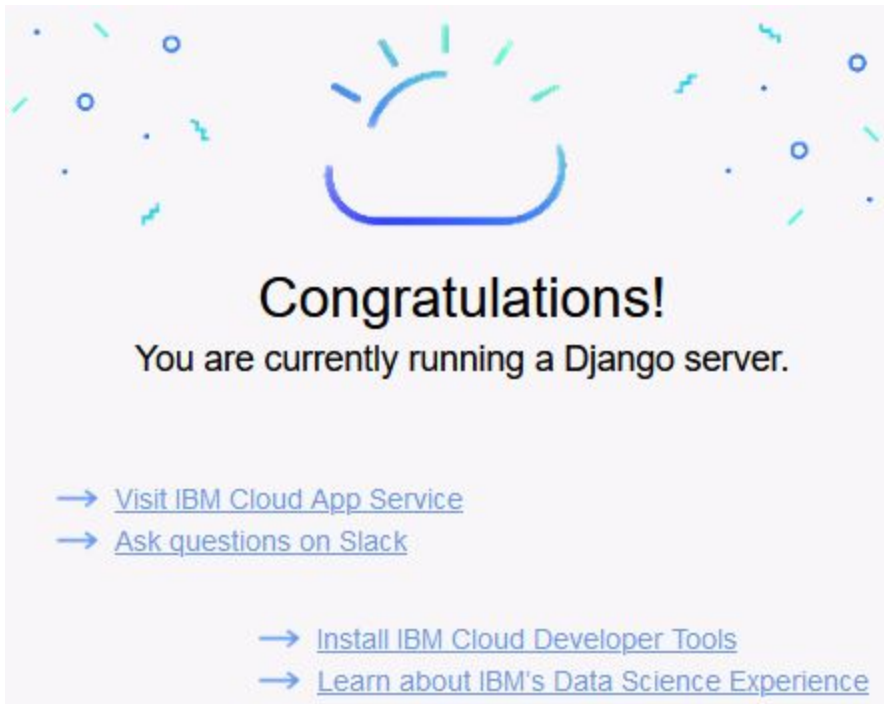 Congratulations!
You are currently running a Django server.
Visit IBM Cloud App Service
Ask questions on Slack
Install IBM Cloud Developer Tools
Learn about IBM's Data Science Experience